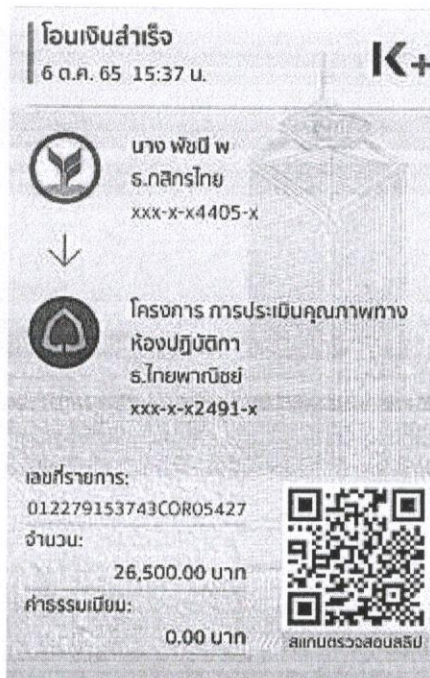 โอนเงินสำเร็จ
6 ต.ค. 65 15:37 น.
K+
นาง พัชนี พ
ธ.กสิกรไทย
xxx-x-x4405-x
โครงการ การประเมินคุณภาพทาง
ห้องปฏิบัติกา
ธ.ไทยพาณิชย์
xxx-x-x2491-x
เลขที่รายการ:
012279153743COR05427
จำนวน:
26,500.00 บาท
ค่าธรรมเนียม:
0.00 บาท
สแกนตรวจสอบสลิป